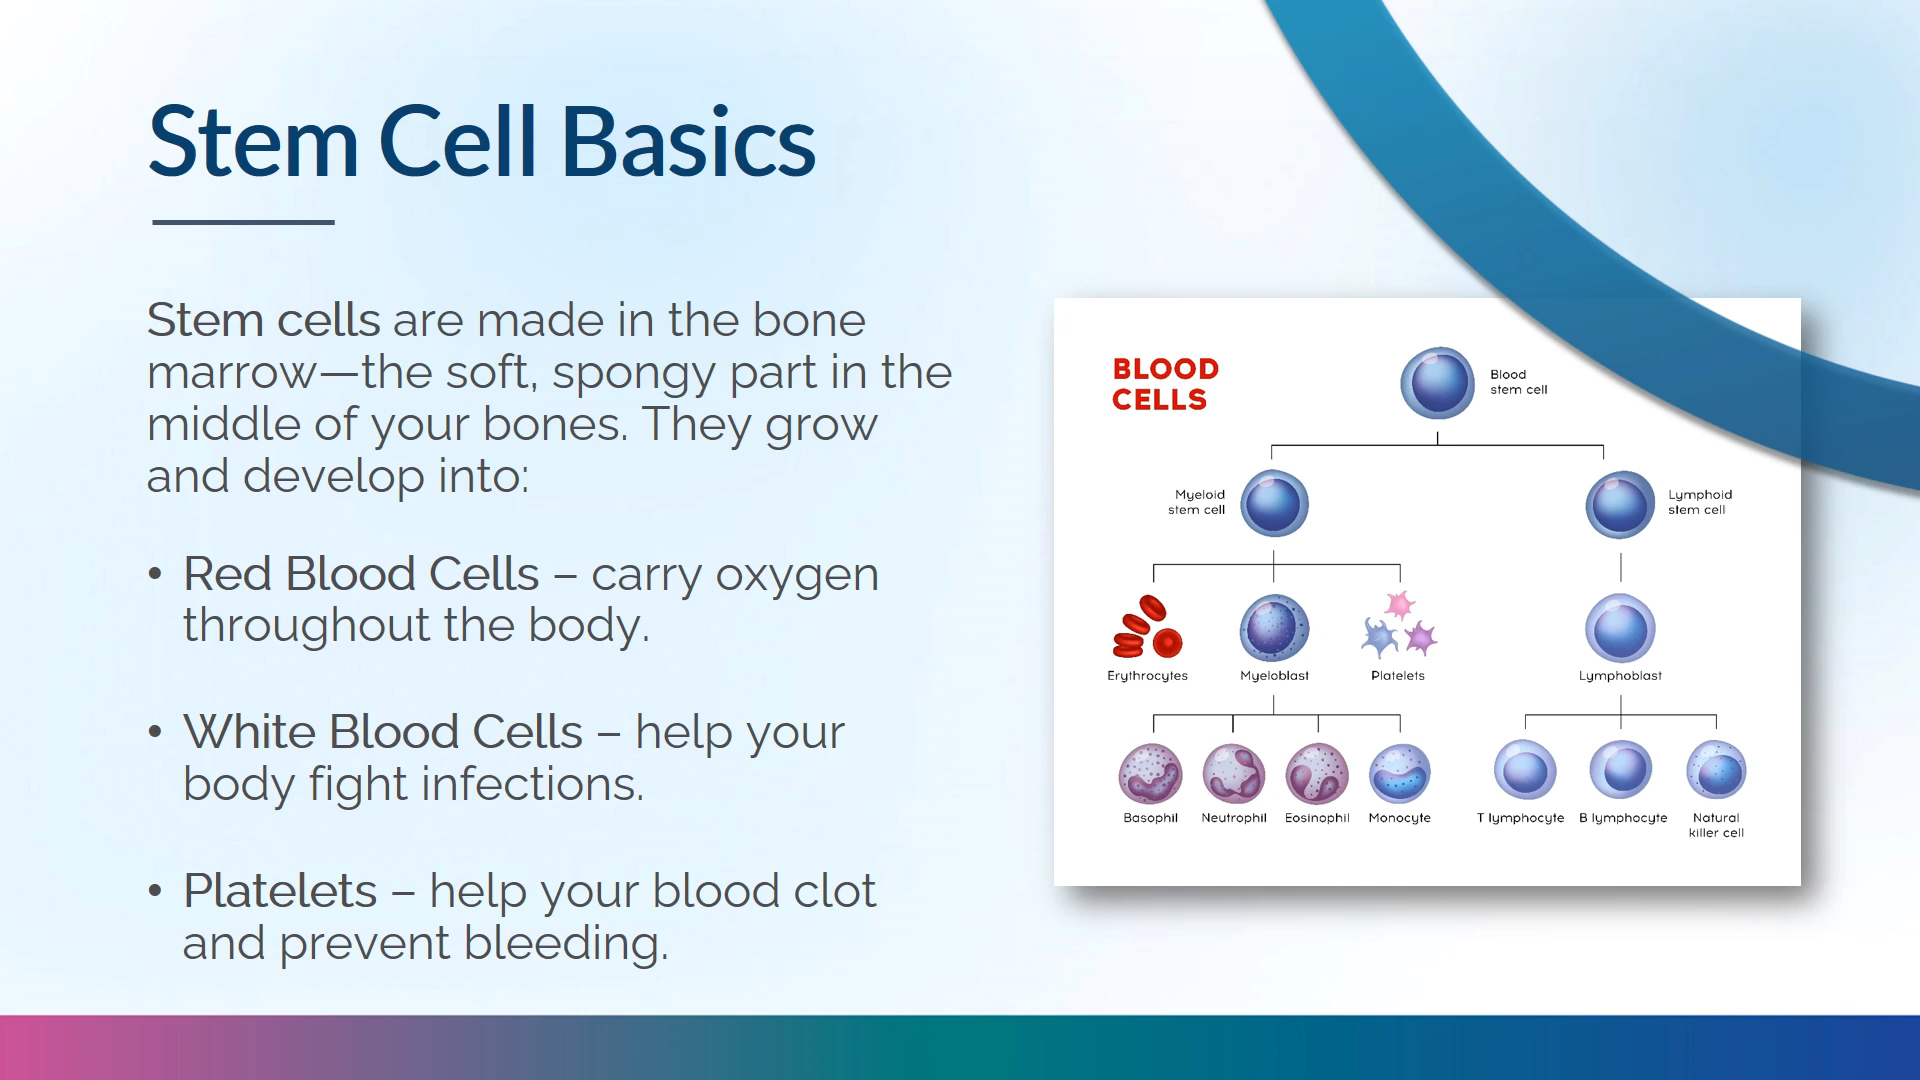 Stem Cell Basics
Stem cells are made in the bone
marrow—the soft, spongy part in the
middle of your bones. They grow
and develop into:
• Red Blood Cells – carry oxygen
throughout the body.
• White Blood Cells – help your
body fight infections.
• Platelets – help your blood clot
and prevent bleeding.
BLOOD
CELLS
Blood
stem cell
Myeloid
stem cell
Lymphoid
stem cell
Erythrocytes
Myeloblast
Platelets
Lymphoblast
Basophil
Neutrophil
Eosinophil
Monocyte
T lymphocyte
B lymphocyte
Natural
killer cell